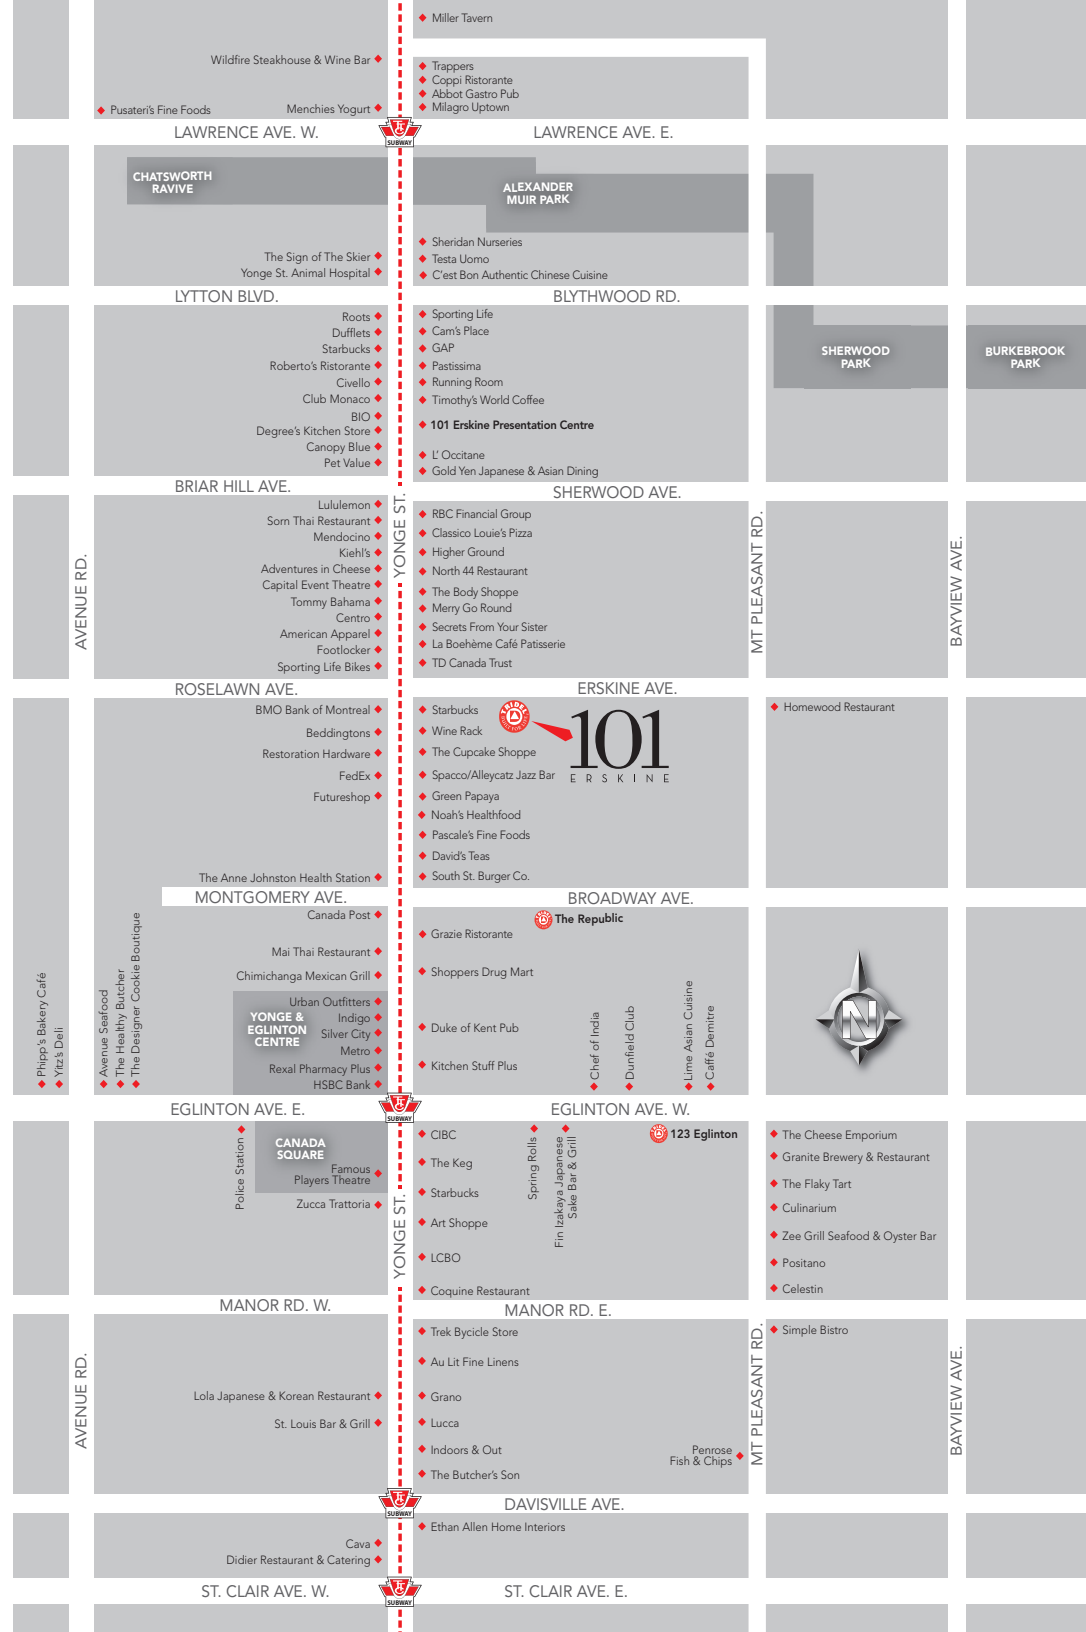 Miller Tavern
Wildfire Steakhouse & Wine Bar
Trappers
Coppi Ristorante
Abbot Gastro Pub
Milagro Uptown
Pusateri's Fine Foods
Menchies Yogurt
LAWRENCE AVE. W.
SUBWAY
LAWRENCE AVE. E.
CHATSWORTH
RAVIVE
ALEXANDER
MUIR PARK
The Sign of The Skier
Yonge St. Animal Hospital
Sheridan Nurseries
Testa Uomo
C'est Bon Authentic Chinese Cuisine
LYTTON BLVD.
BLYTHWOOD RD.
Roots
Dufflets
Starbucks
Roberto's Ristorante
Civello
Club Monaco
BIO
Degree's Kitchen Store
Canopy Blue
Pet Value
Sporting Life
Cam's Place
GAP
Pastissima
Running Room
Timothy's World Coffee
101 Erskine Presentation Centre
L' Occitane
Gold Yen Japanese & Asian Dining
SHERWOOD
PARK
BURKEBROOK
PARK
BRIAR HILL AVE.
SHERWOOD AVE.
AVENUE RD.
YONGE ST.
MT PLEASANT RD.
BAYVIEW AVE.
Lululemon
Sorn Thai Restaurant
Mendocino
Kiehl's
Adventures in Cheese
Capital Event Theatre
Tommy Bahama
Centro
American Apparel
Footlocker
Sporting Life Bikes
RBC Financial Group
Classico Louie's Pizza
Higher Ground
North 44 Restaurant
The Body Shoppe
Merry Go Round
Secrets From Your Sister
La Boehème Café Patisserie
TD Canada Trust
ROSELAWN AVE.
ERSKINE AVE.
BMO Bank of Montreal
Beddingtons
Restoration Hardware
FedEx
Futureshop
The Anne Johnston Health Station
Starbucks
Wine Rack
The Cupcake Shoppe
Spacco/Alleycatz Jazz Bar
Green Papaya
Noah's Healthfood
Pascale's Fine Foods
David's Teas
South St. Burger Co.
TRIDEL
101
ERSKINE
Homewood Restaurant
MONTGOMERY AVE.
BROADWAY AVE.
Phipp's Bakery Café
Yitz's Deli
Avenue Seafood
The Healthy Butcher
The Designer Cookie Boutique
Canada Post
Mai Thai Restaurant
Chimichanga Mexican Grill
YONGE &
EGLINTON
CENTRE
Urban Outfitters
Indigo
Silver City
Metro
Rexal Pharmacy Plus
HSBC Bank
The Republic
Grazie Ristorante
Shoppers Drug Mart
Duke of Kent Pub
Kitchen Stuff Plus
Chef of India
Dunfield Club
Lime Asian Cuisine
Caffé Demitre
N
EGLINTON AVE. E.
SUBWAY
EGLINTON AVE. W.
Police Station
CANADA
SQUARE
Famous
Players Theatre
Zucca Trattoria
YONGE ST.
CIBC
The Keg
Starbucks
Art Shoppe
LCBO
Coquine Restaurant
Spring Rolls
Fin Izakaya Japanese
Sake Bar & Grill
123 Eglinton
The Cheese Emporium
Granite Brewery & Restaurant
The Flaky Tart
Culinarium
Zee Grill Seafood & Oyster Bar
Positano
Celestin
MANOR RD. W.
MANOR RD. E.
AVENUE RD.
MT PLEASANT RD.
BAYVIEW AVE.
Lola Japanese & Korean Restaurant
St. Louis Bar & Grill
Trek Bycicle Store
Au Lit Fine Linens
Grano
Lucca
Indoors & Out
The Butcher's Son
Penrose
Fish & Chips
Simple Bistro
SUBWAY
DAVISVILLE AVE.
Cava
Didier Restaurant & Catering
Ethan Allen Home Interiors
ST. CLAIR AVE. W.
SUBWAY
ST. CLAIR AVE. E.